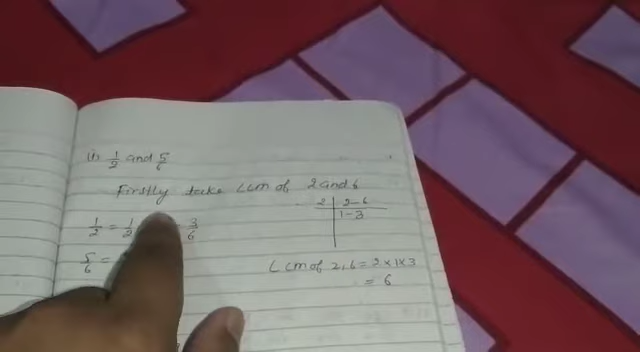 (i) 1/2 and 5/6
Firstly take LCM of 2 and 6
1/2 = 1/2 = 3/6
2 | 2-6
1-3
5/6 =
LCM of 2,6 = 2×1×3
= 6